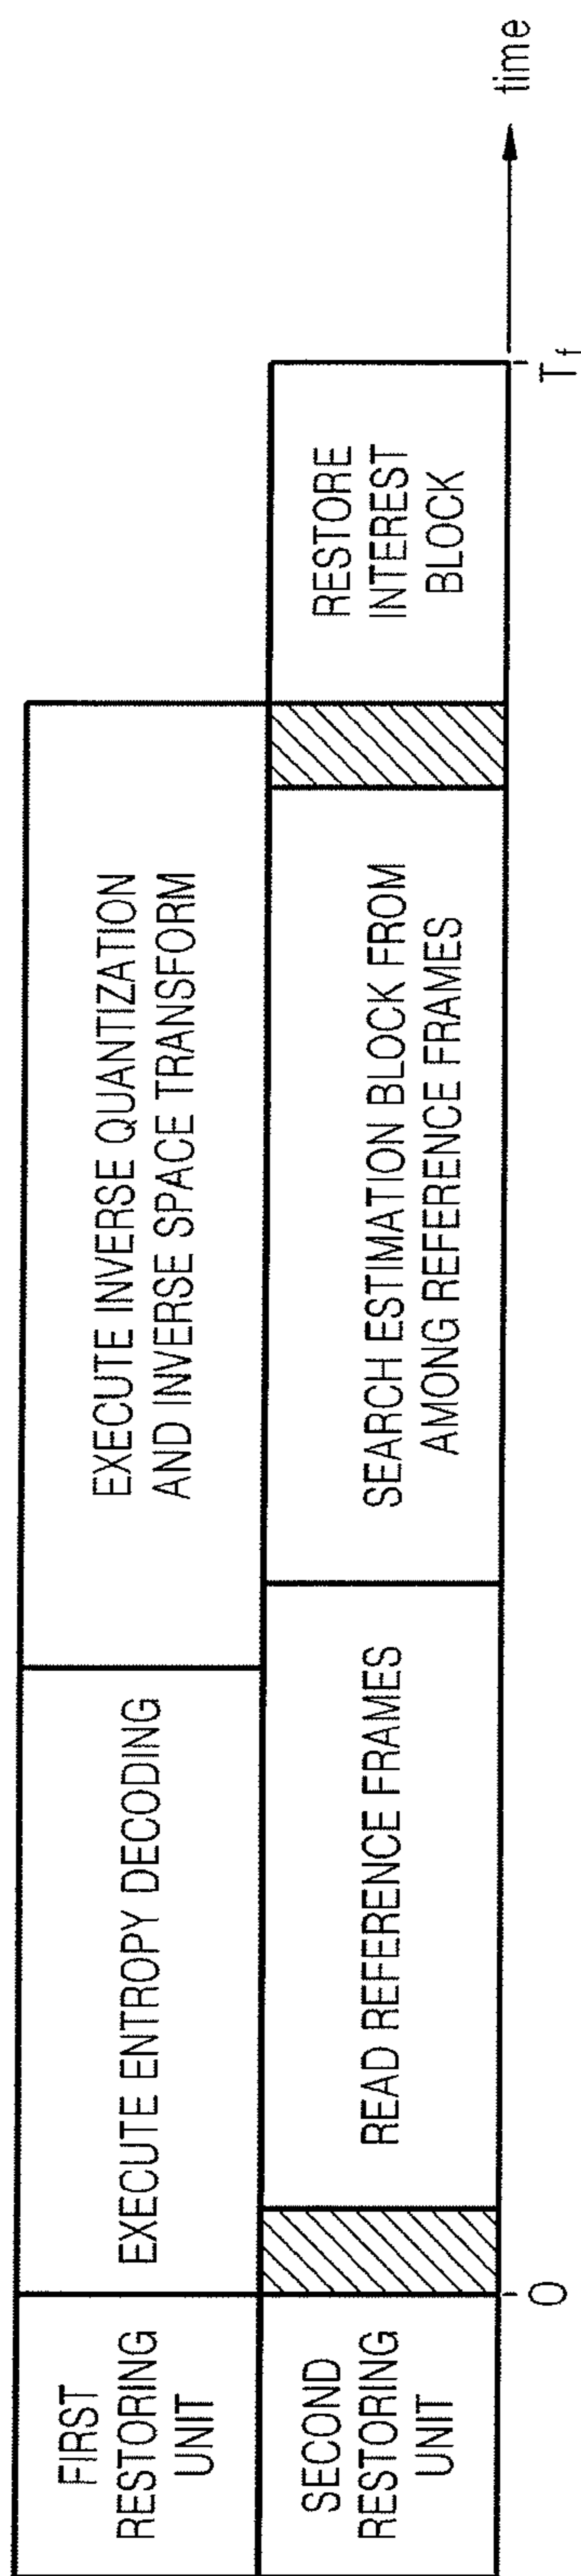 FIRST
RESTORING
UNIT
EXECUTE ENTROPY DECODING
EXECUTE INVERSE QUANTIZATION
AND INVERSE SPACE TRANSFORM
SECOND
RESTORING
UNIT
READ REFERENCE FRAMES
SEARCH ESTIMATION BLOCK FROM
AMONG REFERENCE FRAMES
RESTORE
INTEREST
BLOCK
0
Tf
time